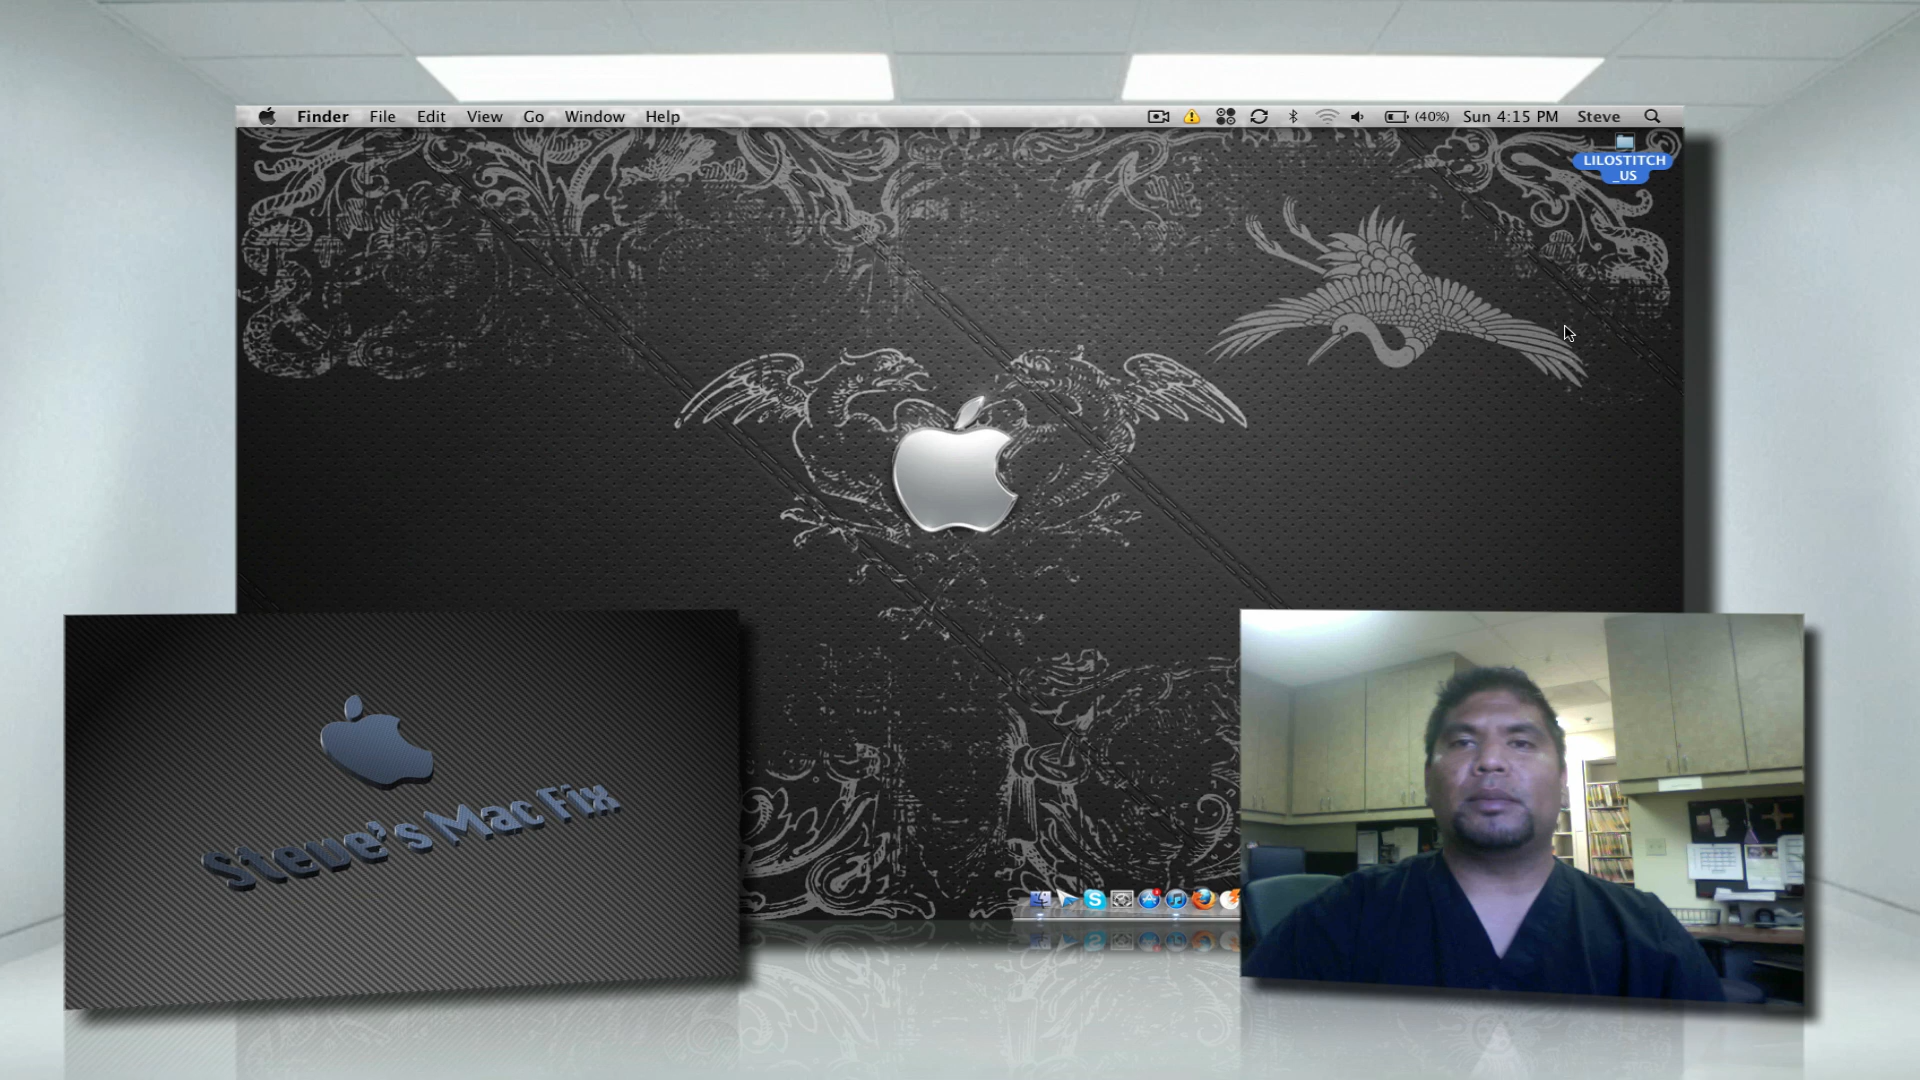 Finder File Edit View Go Window Help (40%) Sun 4:15 PM Steve
LILOSTITCH
_US
Steve's Mac Fix